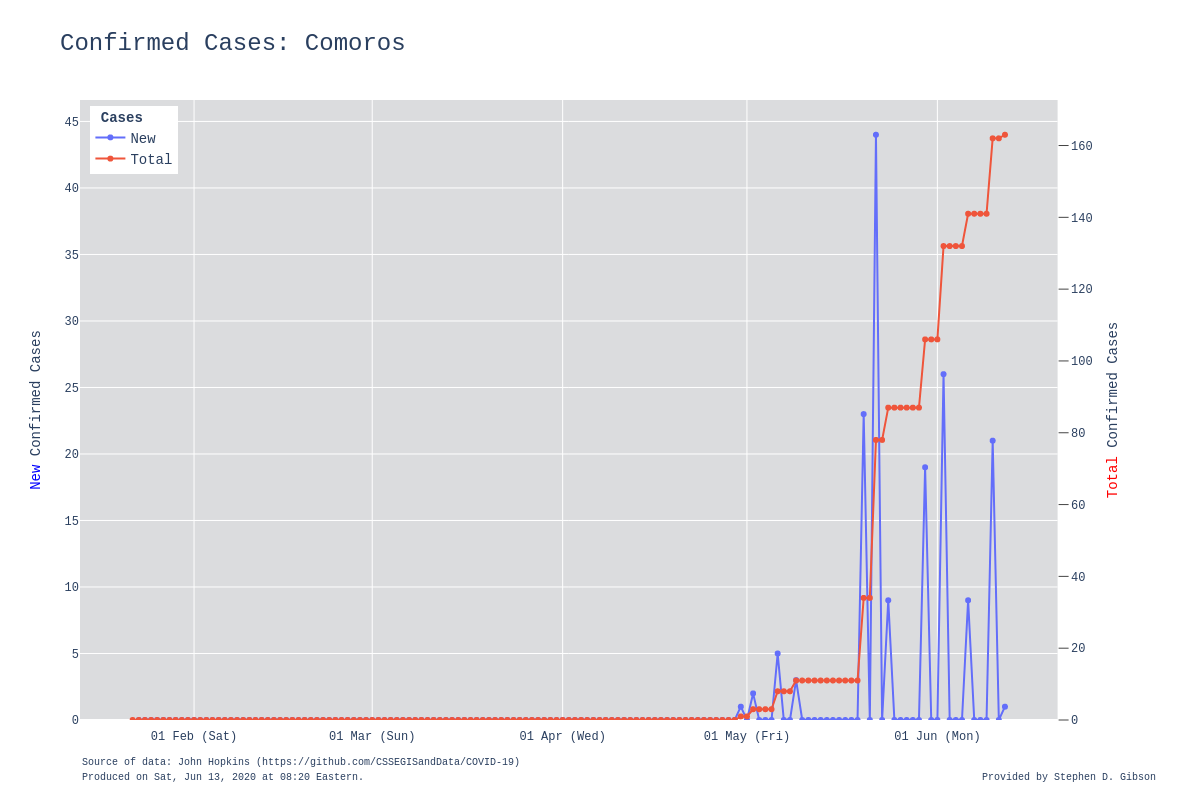 Confirmed Cases: Comoros
Cases
New
Total
45
40
35
30
25
20
15
10
5
0
New Confirmed Cases
160
140
120
100
80
60
40
20
0
Total Confirmed Cases
01 Feb (Sat)
01 Mar (Sun)
01 Apr (Wed)
01 May (Fri)
01 Jun (Mon)
Source of data: John Hopkins (https://github.com/CSSEGISandData/COVID-19)
Produced on Sat, Jun 13, 2020 at 08:20 Eastern.
Provided by Stephen D. Gibson